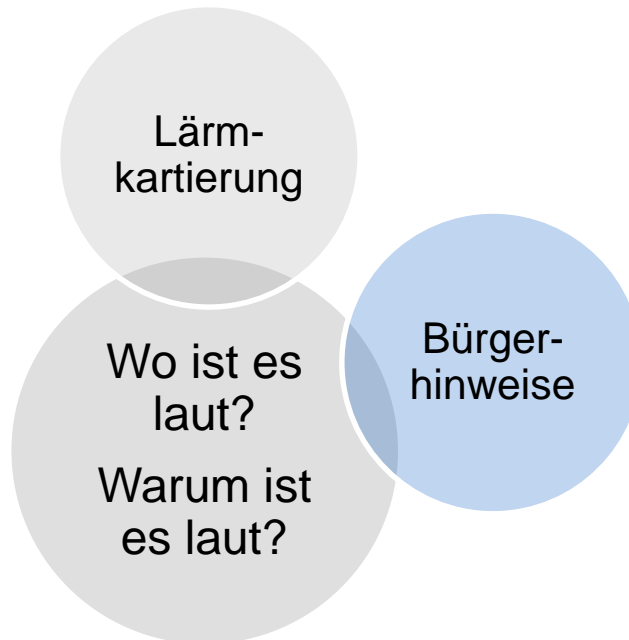 Lärm-
kartierung
Bürger-
hinweise
Wo ist es
laut?
Warum ist
es laut?